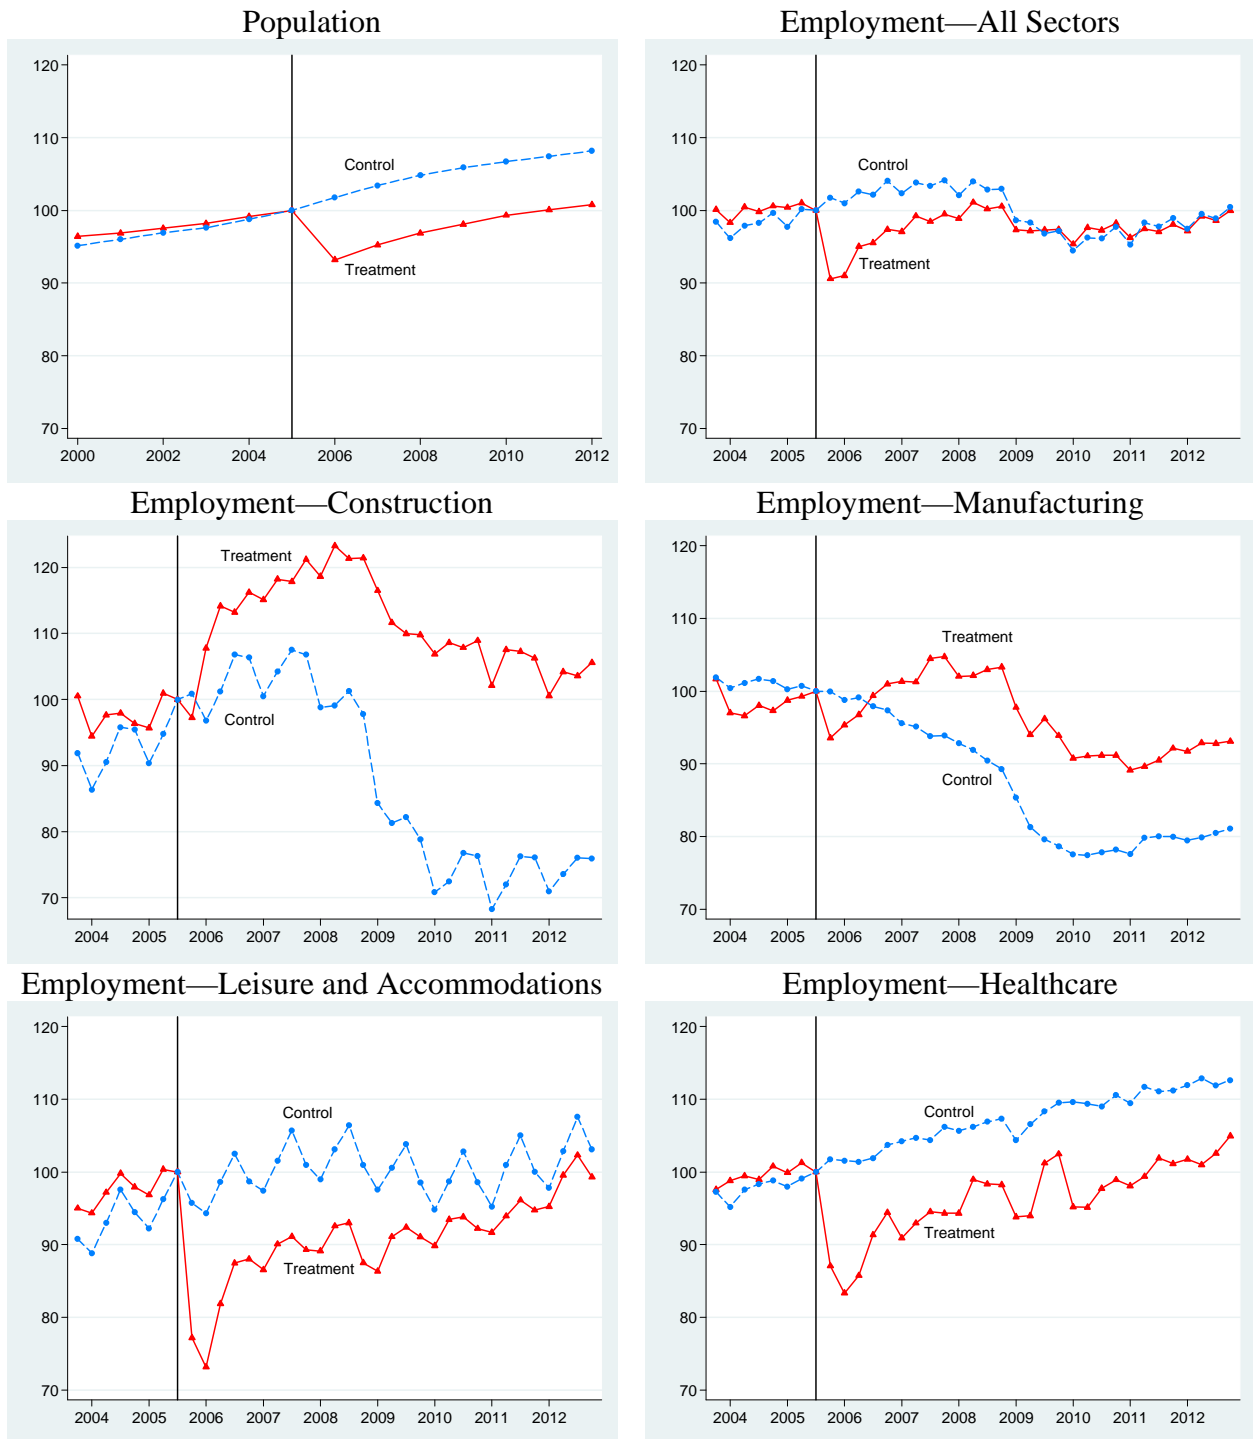 Population
120
110
100
90
80
70
Control
Treatment
2000 2002 2004 2006 2008 2010 2012
Employment—All Sectors
120
110
100
90
80
70
Control
Treatment
2004 2005 2006 2007 2008 2009 2010 2011 2012
Employment—Construction
120
110
100
90
80
70
Treatment
Control
2004 2005 2006 2007 2008 2009 2010 2011 2012
Employment—Manufacturing
120
110
100
90
80
70
Treatment
Control
2004 2005 2006 2007 2008 2009 2010 2011 2012
Employment—Leisure and Accommodations
120
110
100
90
80
70
Control
Treatment
2004 2005 2006 2007 2008 2009 2010 2011 2012
Employment—Healthcare
120
110
100
90
80
70
Control
Treatment
2004 2005 2006 2007 2008 2009 2010 2011 2012